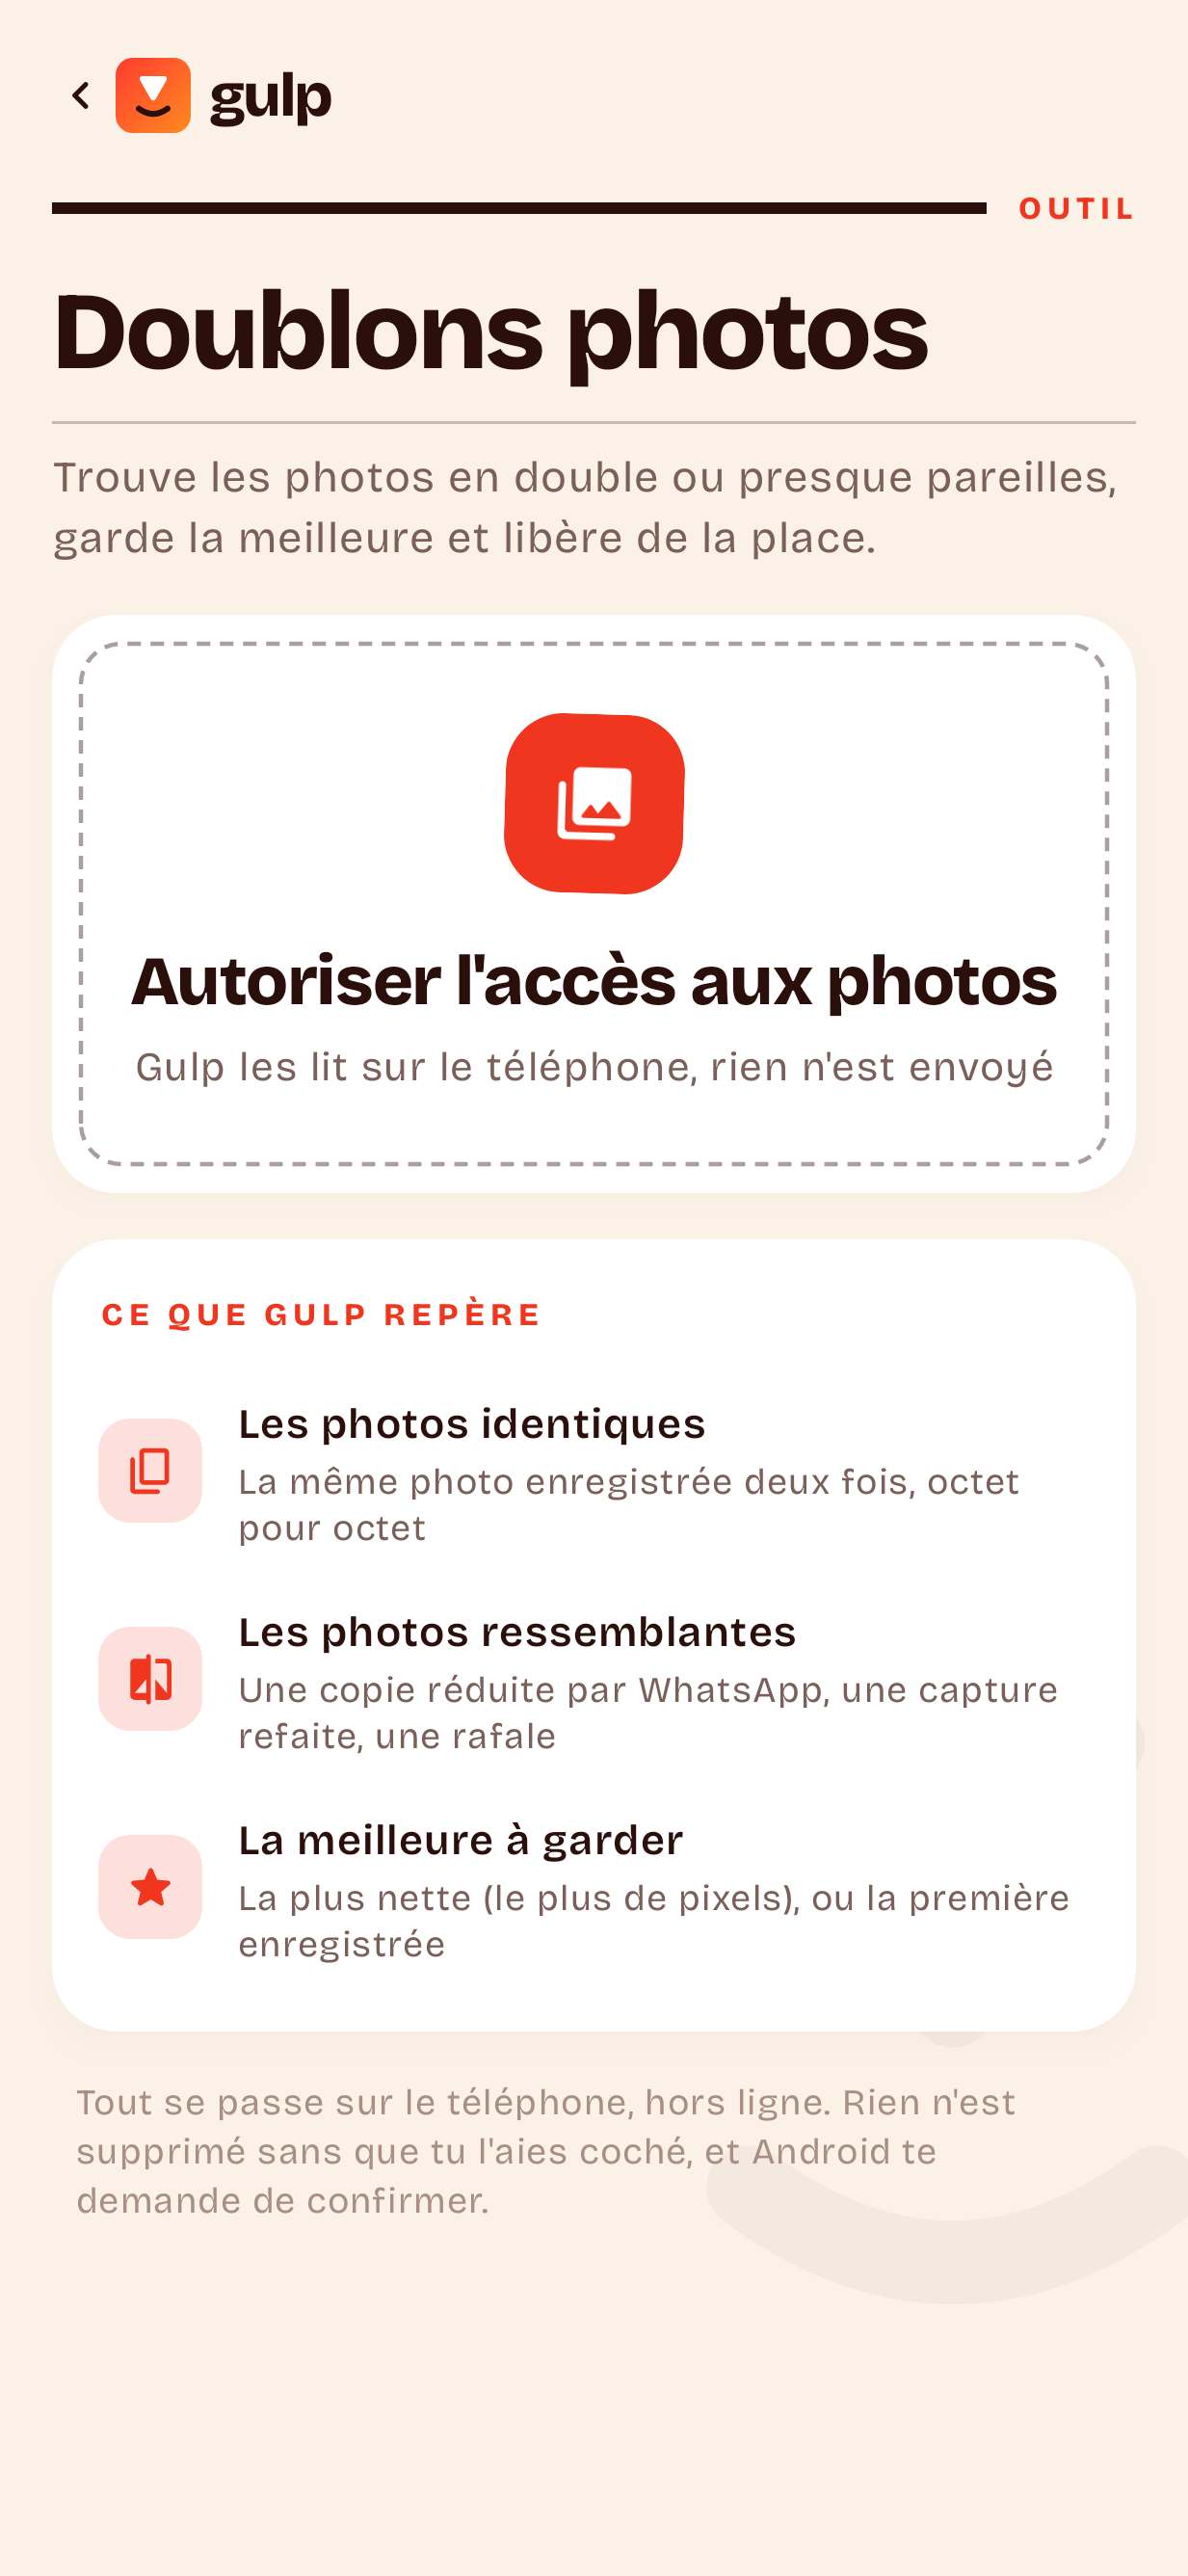 gulp
OUTIL
Doublons photos
Trouve les photos en double ou presque pareilles,
garde la meilleure et libère de la place.
Autoriser l'accès aux photos
Gulp les lit sur le téléphone, rien n'est envoyé
CE QUE GULP REPÈRE
Les photos identiques
La même photo enregistrée deux fois, octet
pour octet
Les photos ressemblantes
Une copie réduite par WhatsApp, une capture
refaite, une rafale
La meilleure à garder
La plus nette (le plus de pixels), ou la première
enregistrée
Tout se passe sur le téléphone, hors ligne. Rien n'est
supprimé sans que tu l'aies coché, et Android te
demande de confirmer.